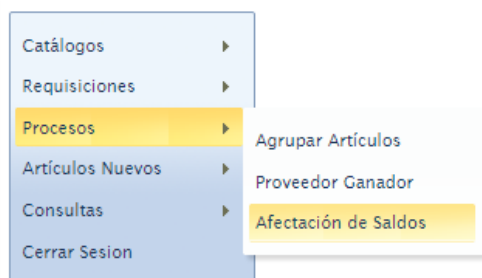 Catálogos
Requisiciones
Procesos
Artículos Nuevos
Consultas
Cerrar Sesion
Agrupar Artículos
Proveedor Ganador
Afectación de Saldos